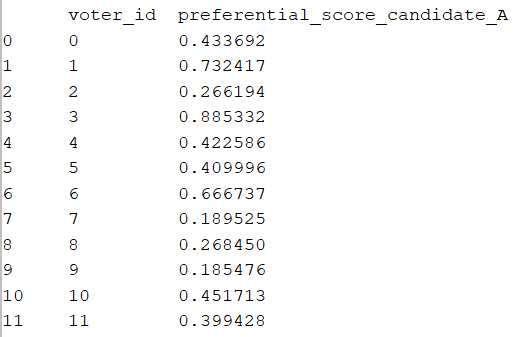 voter_id preferential_score_candidate_A
0 0 0.433692
1 1 0.732417
2 2 0.266194
3 3 0.885332
4 4 0.422586
5 5 0.409996
6 6 0.666737
7 7 0.189525
8 8 0.268450
9 9 0.185476
10 10 0.451713
11 11 0.399428